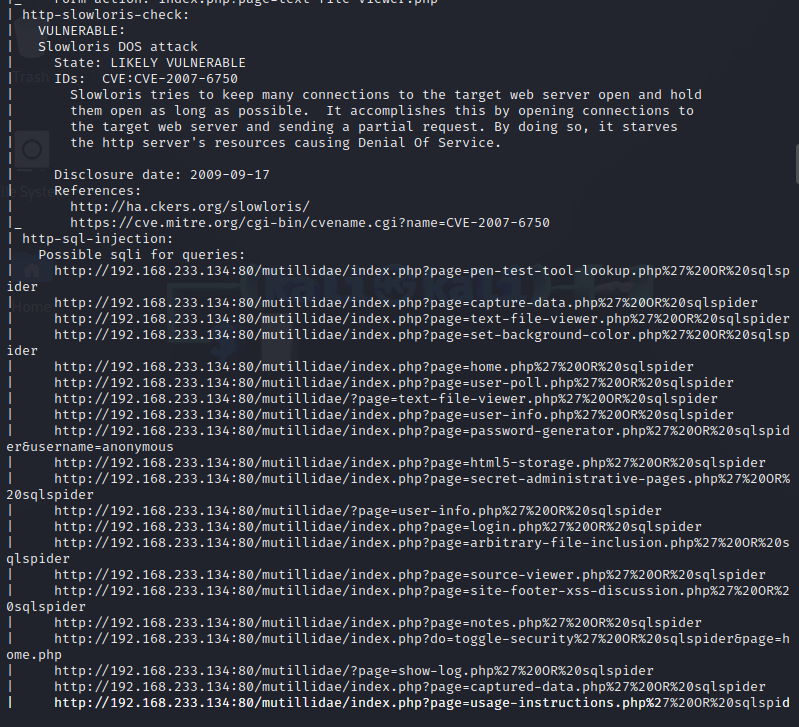 |_    Form action: index.php?page=text-file-viewer.php
| http-slowloris-check:
|   VULNERABLE:
|   Slowloris DOS attack
|     State: LIKELY VULNERABLE
|     IDs:  CVE:CVE-2007-6750
|       Slowloris tries to keep many connections to the target web server open and hold
|       them open as long as possible.  It accomplishes this by opening connections to
|       the target web server and sending a partial request. By doing so, it starves
|       the http server's resources causing Denial Of Service.
|
|     Disclosure date: 2009-09-17
|     References:
|       http://ha.ckers.org/slowloris/
|_      https://cve.mitre.org/cgi-bin/cvename.cgi?name=CVE-2007-6750
| http-sql-injection:
|   Possible sqli for queries:
|     http://192.168.233.134:80/mutillidae/index.php?page=pen-test-tool-lookup.php%27%20OR%20sqlsp
ider
|     http://192.168.233.134:80/mutillidae/index.php?page=capture-data.php%27%20OR%20sqlspider
|     http://192.168.233.134:80/mutillidae/index.php?page=text-file-viewer.php%27%20OR%20sqlspider
|     http://192.168.233.134:80/mutillidae/index.php?page=set-background-color.php%27%20OR%20sqlsp
ider
|     http://192.168.233.134:80/mutillidae/index.php?page=home.php%27%20OR%20sqlspider
|     http://192.168.233.134:80/mutillidae/index.php?page=user-poll.php%27%20OR%20sqlspider
|     http://192.168.233.134:80/mutillidae/?page=text-file-viewer.php%27%20OR%20sqlspider
|     http://192.168.233.134:80/mutillidae/index.php?page=user-info.php%27%20OR%20sqlspider
|     http://192.168.233.134:80/mutillidae/index.php?page=password-generator.php%27%20OR%20sqlspid
er&username=anonymous
|     http://192.168.233.134:80/mutillidae/index.php?page=html5-storage.php%27%20OR%20sqlspider
|     http://192.168.233.134:80/mutillidae/index.php?page=secret-administrative-pages.php%27%20OR%
20sqlspider
|     http://192.168.233.134:80/mutillidae/?page=user-info.php%27%20OR%20sqlspider
|     http://192.168.233.134:80/mutillidae/index.php?page=login.php%27%20OR%20sqlspider
|     http://192.168.233.134:80/mutillidae/index.php?page=arbitrary-file-inclusion.php%27%20OR%20s
qlspider
|     http://192.168.233.134:80/mutillidae/index.php?page=source-viewer.php%27%20OR%20sqlspider
|     http://192.168.233.134:80/mutillidae/index.php?page=site-footer-xss-discussion.php%27%20OR%2
0sqlspider
|     http://192.168.233.134:80/mutillidae/index.php?page=notes.php%27%20OR%20sqlspider
|     http://192.168.233.134:80/mutillidae/index.php?do=toggle-security%27%20OR%20sqlspider&page=h
ome.php
|     http://192.168.233.134:80/mutillidae/?page=show-log.php%27%20OR%20sqlspider
|     http://192.168.233.134:80/mutillidae/index.php?page=captured-data.php%27%20OR%20sqlspider
|     http://192.168.233.134:80/mutillidae/index.php?page=usage-instructions.php%27%20OR%20sqlspid
Trash
File System
Home